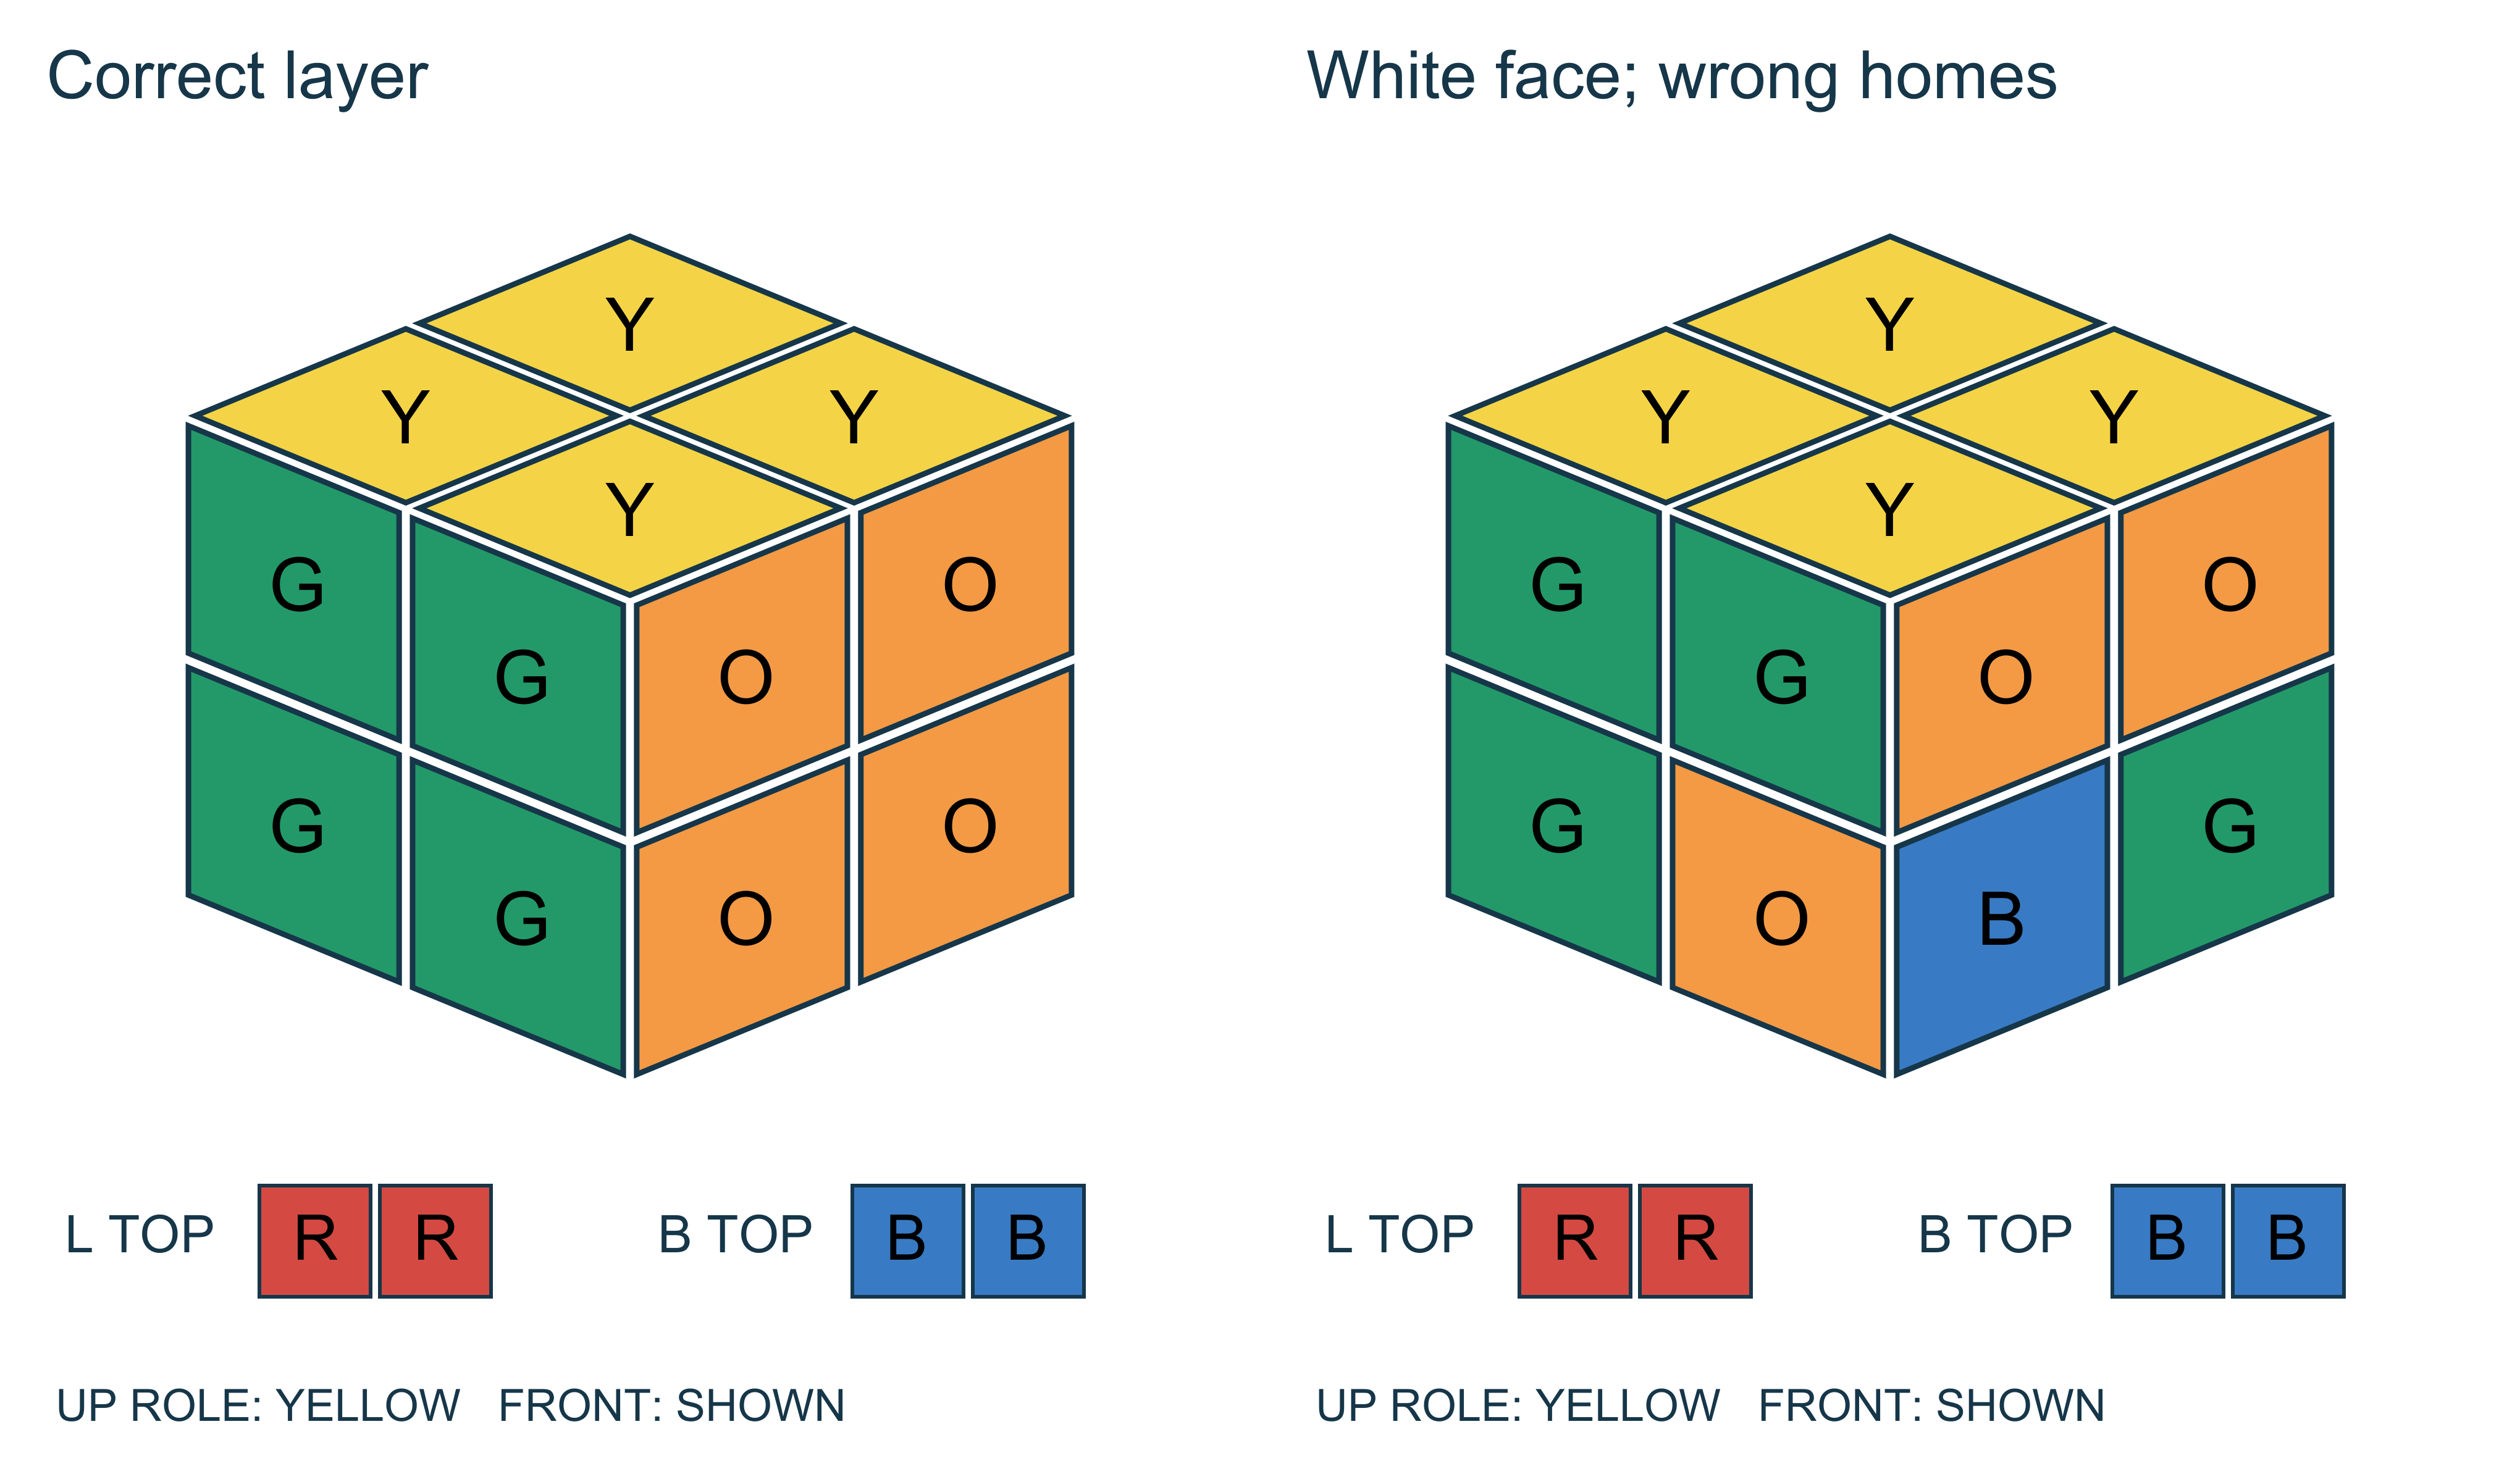 Correct layer
White face; wrong homes
Y
Y Y
Y
G G O O
G G O O
Y
Y Y
Y
G G O O
G O B G
L TOP R R B TOP B B
L TOP R R B TOP B B
UP ROLE: YELLOW FRONT: SHOWN
UP ROLE: YELLOW FRONT: SHOWN